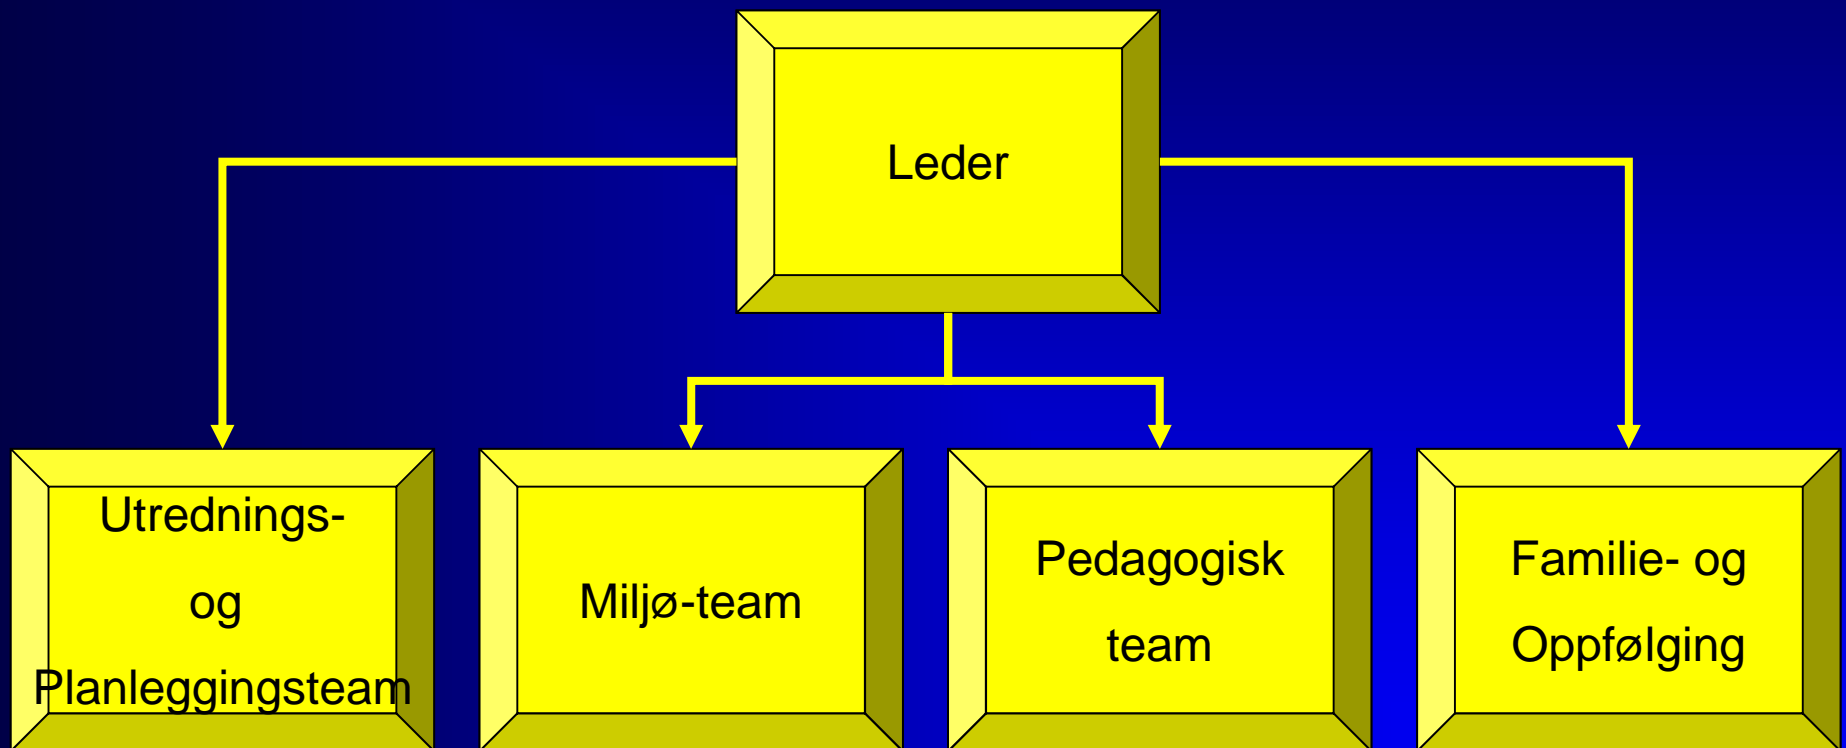 Leder
Utrednings-
og
Planleggingsteam
Miljø-team
Pedagogisk
team
Familie- og
Oppfølging